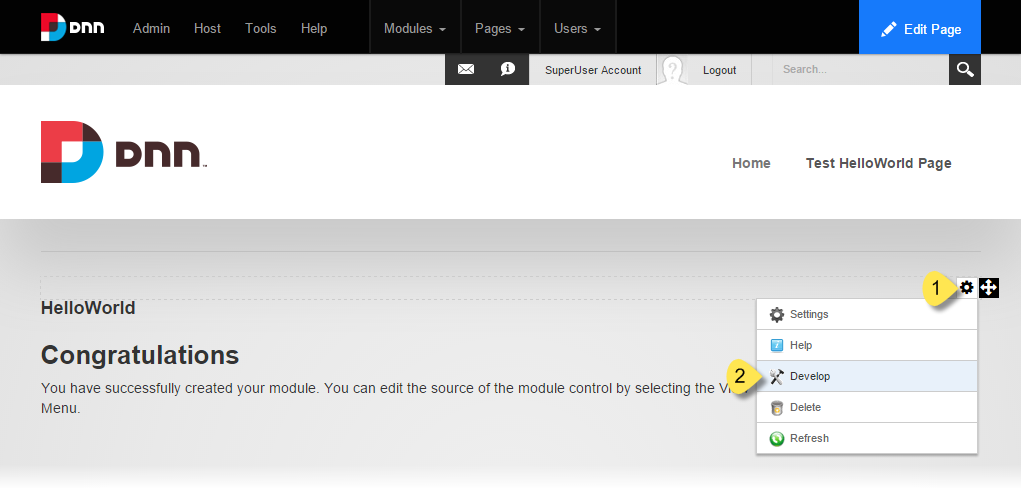 DNN Admin Host Tools Help Modules Pages Users Edit Page
SuperUser Account Logout Search...
DNN™
Home Test HelloWorld Page
1
HelloWorld
Settings
Congratulations
Help
You have successfully created your module. You can edit the source of the module control by selecting the
2 Develop
Menu.
Delete
Refresh